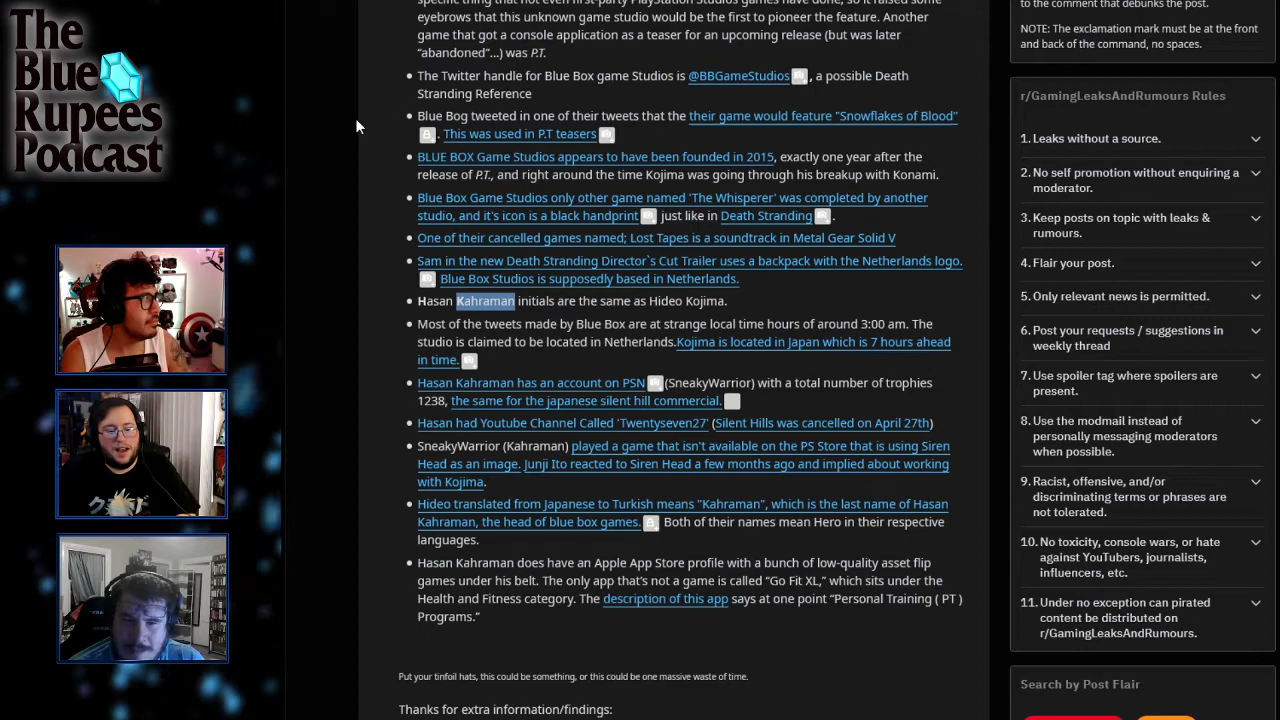 The
Blue
Rupees
Podcast
specific thing that not even first-party PlayStation Studios games have done, so it raised some
eyebrows that this unknown game studio would be the first to pioneer the feature. Another
game that got a console application as a teaser for an upcoming release (but was later
“abandoned”...) was P.T.
The Twitter handle for Blue Box game Studios is @BBGameStudios, a possible Death
Stranding Reference
Blue Bog tweeted in one of their tweets that the their game would feature "Snowflakes of Blood"
. This was used in P.T teasers
BLUE BOX Game Studios appears to have been founded in 2015, exactly one year after the
release of P.T., and right around the time Kojima was going through his breakup with Konami.
Blue Box Game Studios only other game named 'The Whisperer' was completed by another
studio, and it's icon is a black handprint just like in Death Stranding.
One of their cancelled games named; Lost Tapes is a soundtrack in Metal Gear Solid V
Sam in the new Death Stranding Director`s Cut Trailer uses a backpack with the Netherlands logo.
Blue Box Studios is supposedly based in Netherlands.
Hasan Kahraman initials are the same as Hideo Kojima.
Most of the tweets made by Blue Box are at strange local time hours of around 3:00 am. The
studio is claimed to be located in Netherlands.Kojima is located in Japan which is 7 hours ahead
in time.
Hasan Kahraman has an account on PSN (SneakyWarrior) with a total number of trophies
1238, the same for the japanese silent hill commercial.
Hasan had Youtube Channel Called 'Twentyseven27' (Silent Hills was cancelled on April 27th)
SneakyWarrior (Kahraman) played a game that isn't available on the PS Store that is using Siren
Head as an image. Junji Ito reacted to Siren Head a few months ago and implied about working
with Kojima.
Hideo translated from Japanese to Turkish means "Kahraman", which is the last name of Hasan
Kahraman, the head of blue box games. Both of their names mean Hero in their respective
languages.
Hasan Kahraman does have an Apple App Store profile with a bunch of low-quality asset flip
games under his belt. The only app that’s not a game is called “Go Fit XL,” which sits under the
Health and Fitness category. The description of this app says at one point “Personal Training ( PT )
Programs.”
Put your tinfoil hats, this could be something, or this could be one massive waste of time.
Thanks for extra information/findings:
to the comment that debunks the post.
NOTE: The exclamation mark must be at the front
and back of the command, no spaces.
r/GamingLeaksAndRumours Rules
1. Leaks without a source.
2. No self promotion without enquiring a
moderator.
3. Keep posts on topic with leaks &
rumours.
4. Flair your post.
5. Only relevant news is permitted.
6. Post your requests / suggestions in
weekly thread
7. Use spoiler tag where spoilers are
present.
8. Use the modmail instead of
personally messaging moderators
when possible.
9. Racist, offensive, and/or
discriminating terms or phrases are
not tolerated.
10. No toxicity, console wars, or hate
against YouTubers, journalists,
influencers, etc.
11. Under no exception can pirated
content be distributed on
r/GamingLeaksAndRumours.
Search by Post Flair